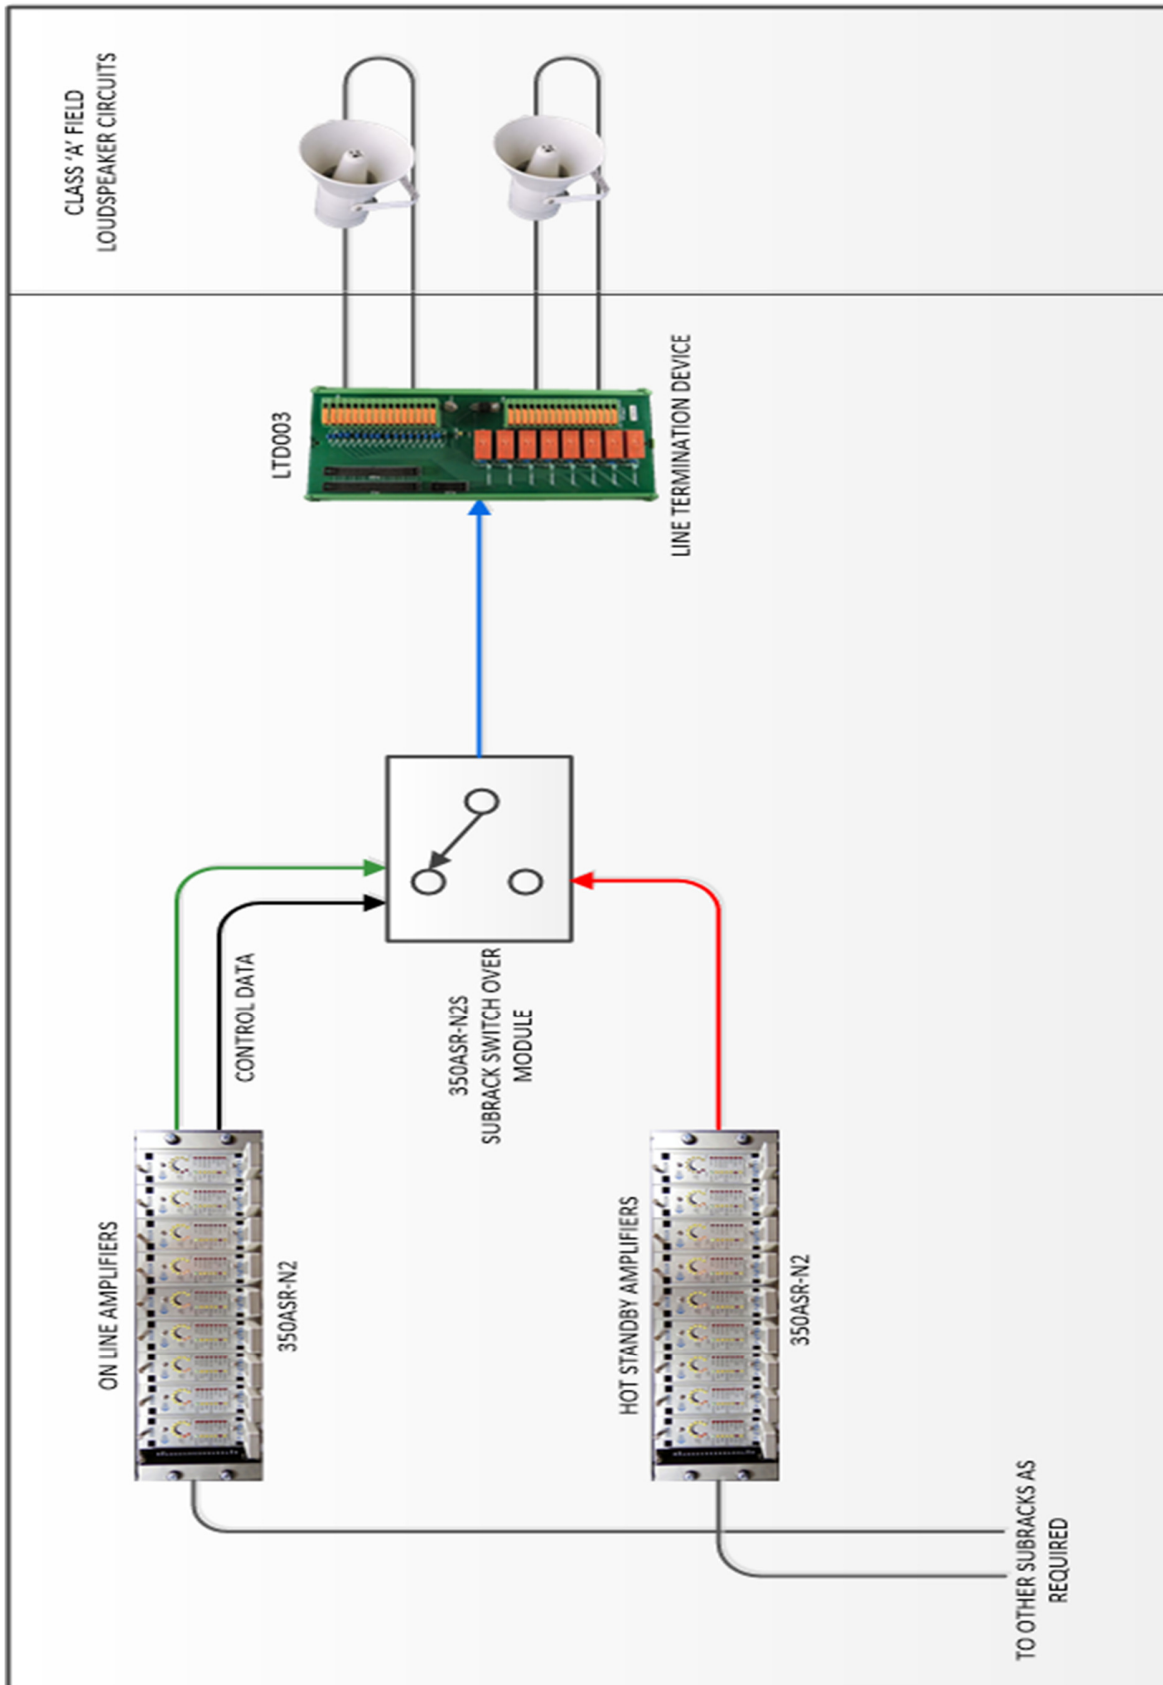 ON LINE AMPLIFIERS
350ASR-N2
CONTROL DATA
350ASR-N2S
SUBRACK SWITCH OVER
MODULE
LTD003
LINE TERMINATION DEVICE
CLASS 'A' FIELD
LOUDSPEAKER CIRCUITS
HOT STANDBY AMPLIFIERS
350ASR-N2
TO OTHER SUBRACKS AS
REQUIRED